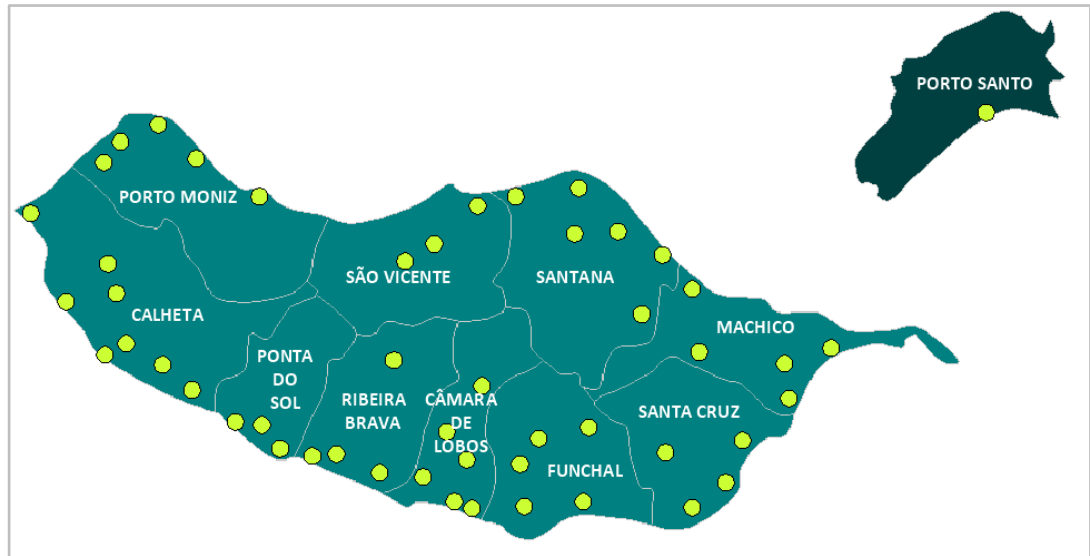 PORTO SANTO
PORTO MONIZ
SÃO VICENTE
SANTANA
CALHETA
MACHICO
PONTA
DO
SOL
RIBEIRA
BRAVA
CÂMARA
DE
LOBOS
SANTA CRUZ
FUNCHAL